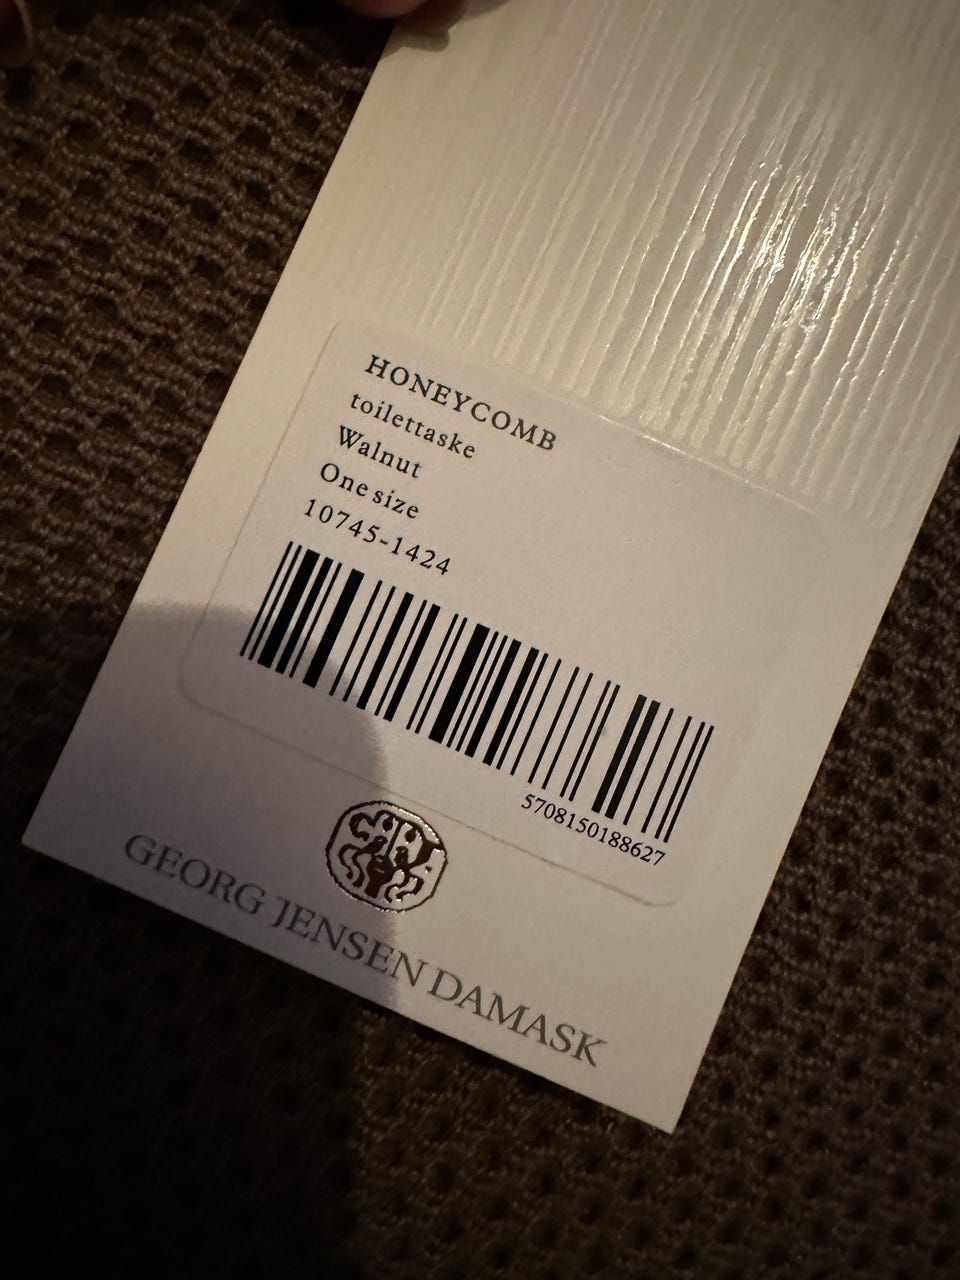 HONEYCOMB
toilettaske
Walnut
One size
10745-1424
5708150188627
GEORG JENSEN DAMASK